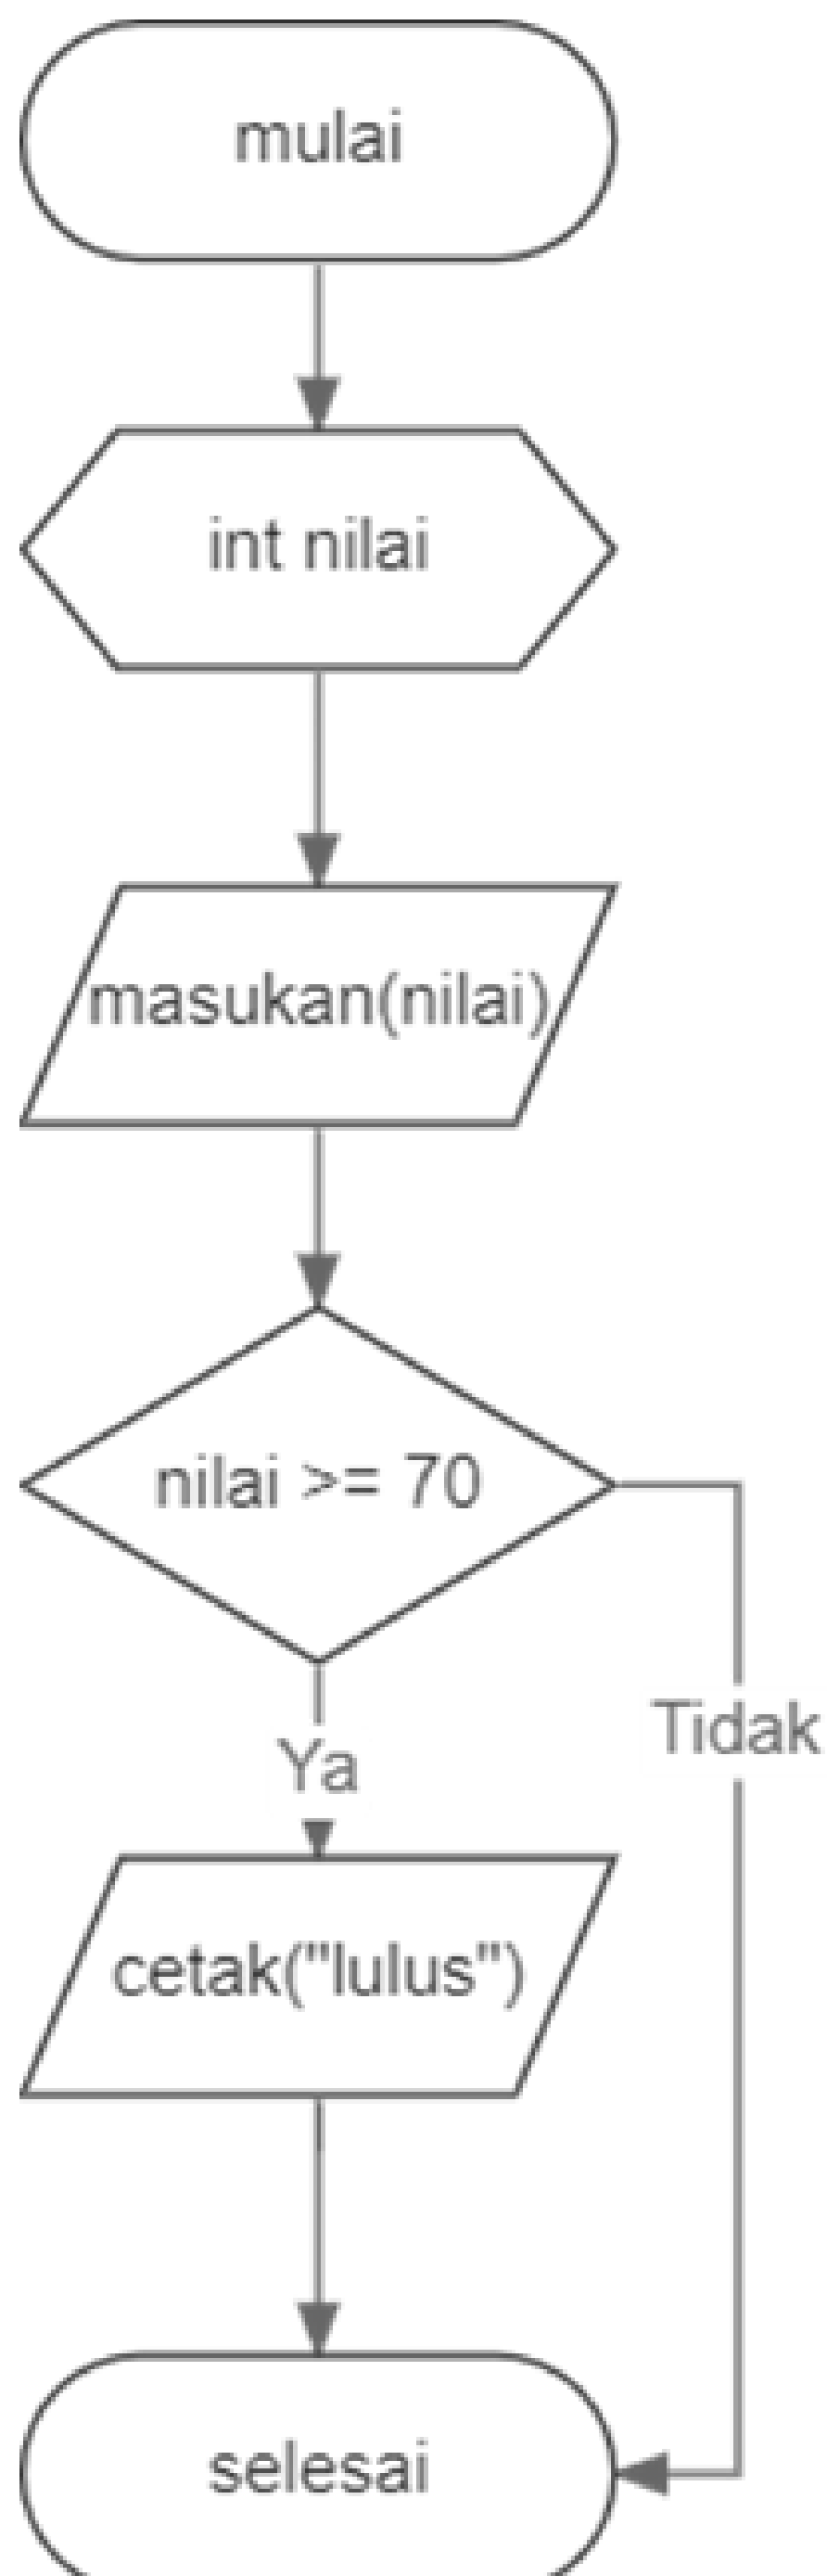 mulai
int nilai
masukan(nilai)
nilai >= 70
Tidak
Ya
cetak("lulus")
selesai